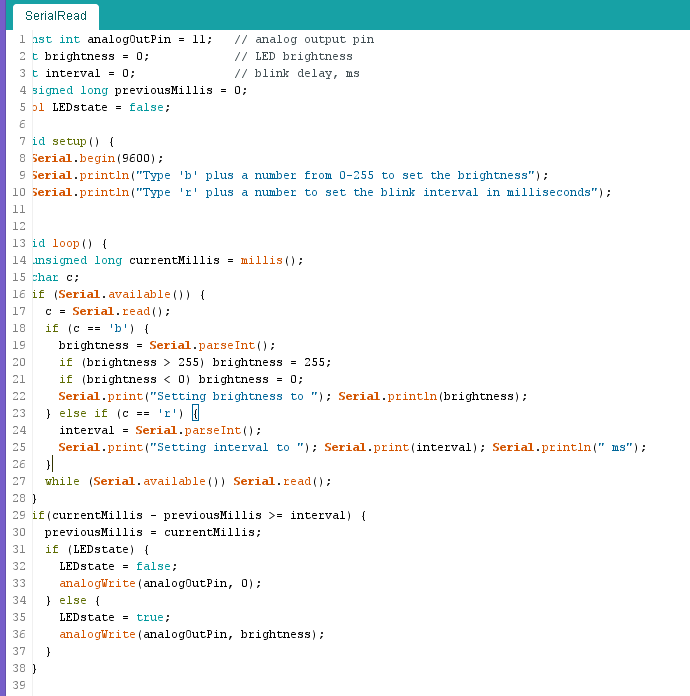 SerialRead
1 nst int analogOutPin = 11;   // analog output pin
2 t brightness = 0;            // LED brightness
3 t interval = 0;              // blink delay, ms
4 signed long previousMillis = 0;
5 ol LEDstate = false;
6
7 id setup() {
8 Serial.begin(9600);
9 Serial.println("Type 'b' plus a number from 0-255 to set the brightness");
10 Serial.println("Type 'r' plus a number to set the blink interval in milliseconds");
11
12
13 id loop() {
14 unsigned long currentMillis = millis();
15 char c;
16 if (Serial.available()) {
17   c = Serial.read();
18   if (c == 'b') {
19     brightness = Serial.parseInt();
20     if (brightness > 255) brightness = 255;
21     if (brightness < 0) brightness = 0;
22     Serial.print("Setting brightness to "); Serial.println(brightness);
23   } else if (c == 'r') {
24     interval = Serial.parseInt();
25     Serial.print("Setting interval to "); Serial.print(interval); Serial.println(" ms");
26   }
27   while (Serial.available()) Serial.read();
28 }
29 if(currentMillis - previousMillis >= interval) {
30   previousMillis = currentMillis;
31   if (LEDstate) {
32     LEDstate = false;
33     analogWrite(analogOutPin, 0);
34   } else {
35     LEDstate = true;
36     analogWrite(analogOutPin, brightness);
37   }
38 }
39